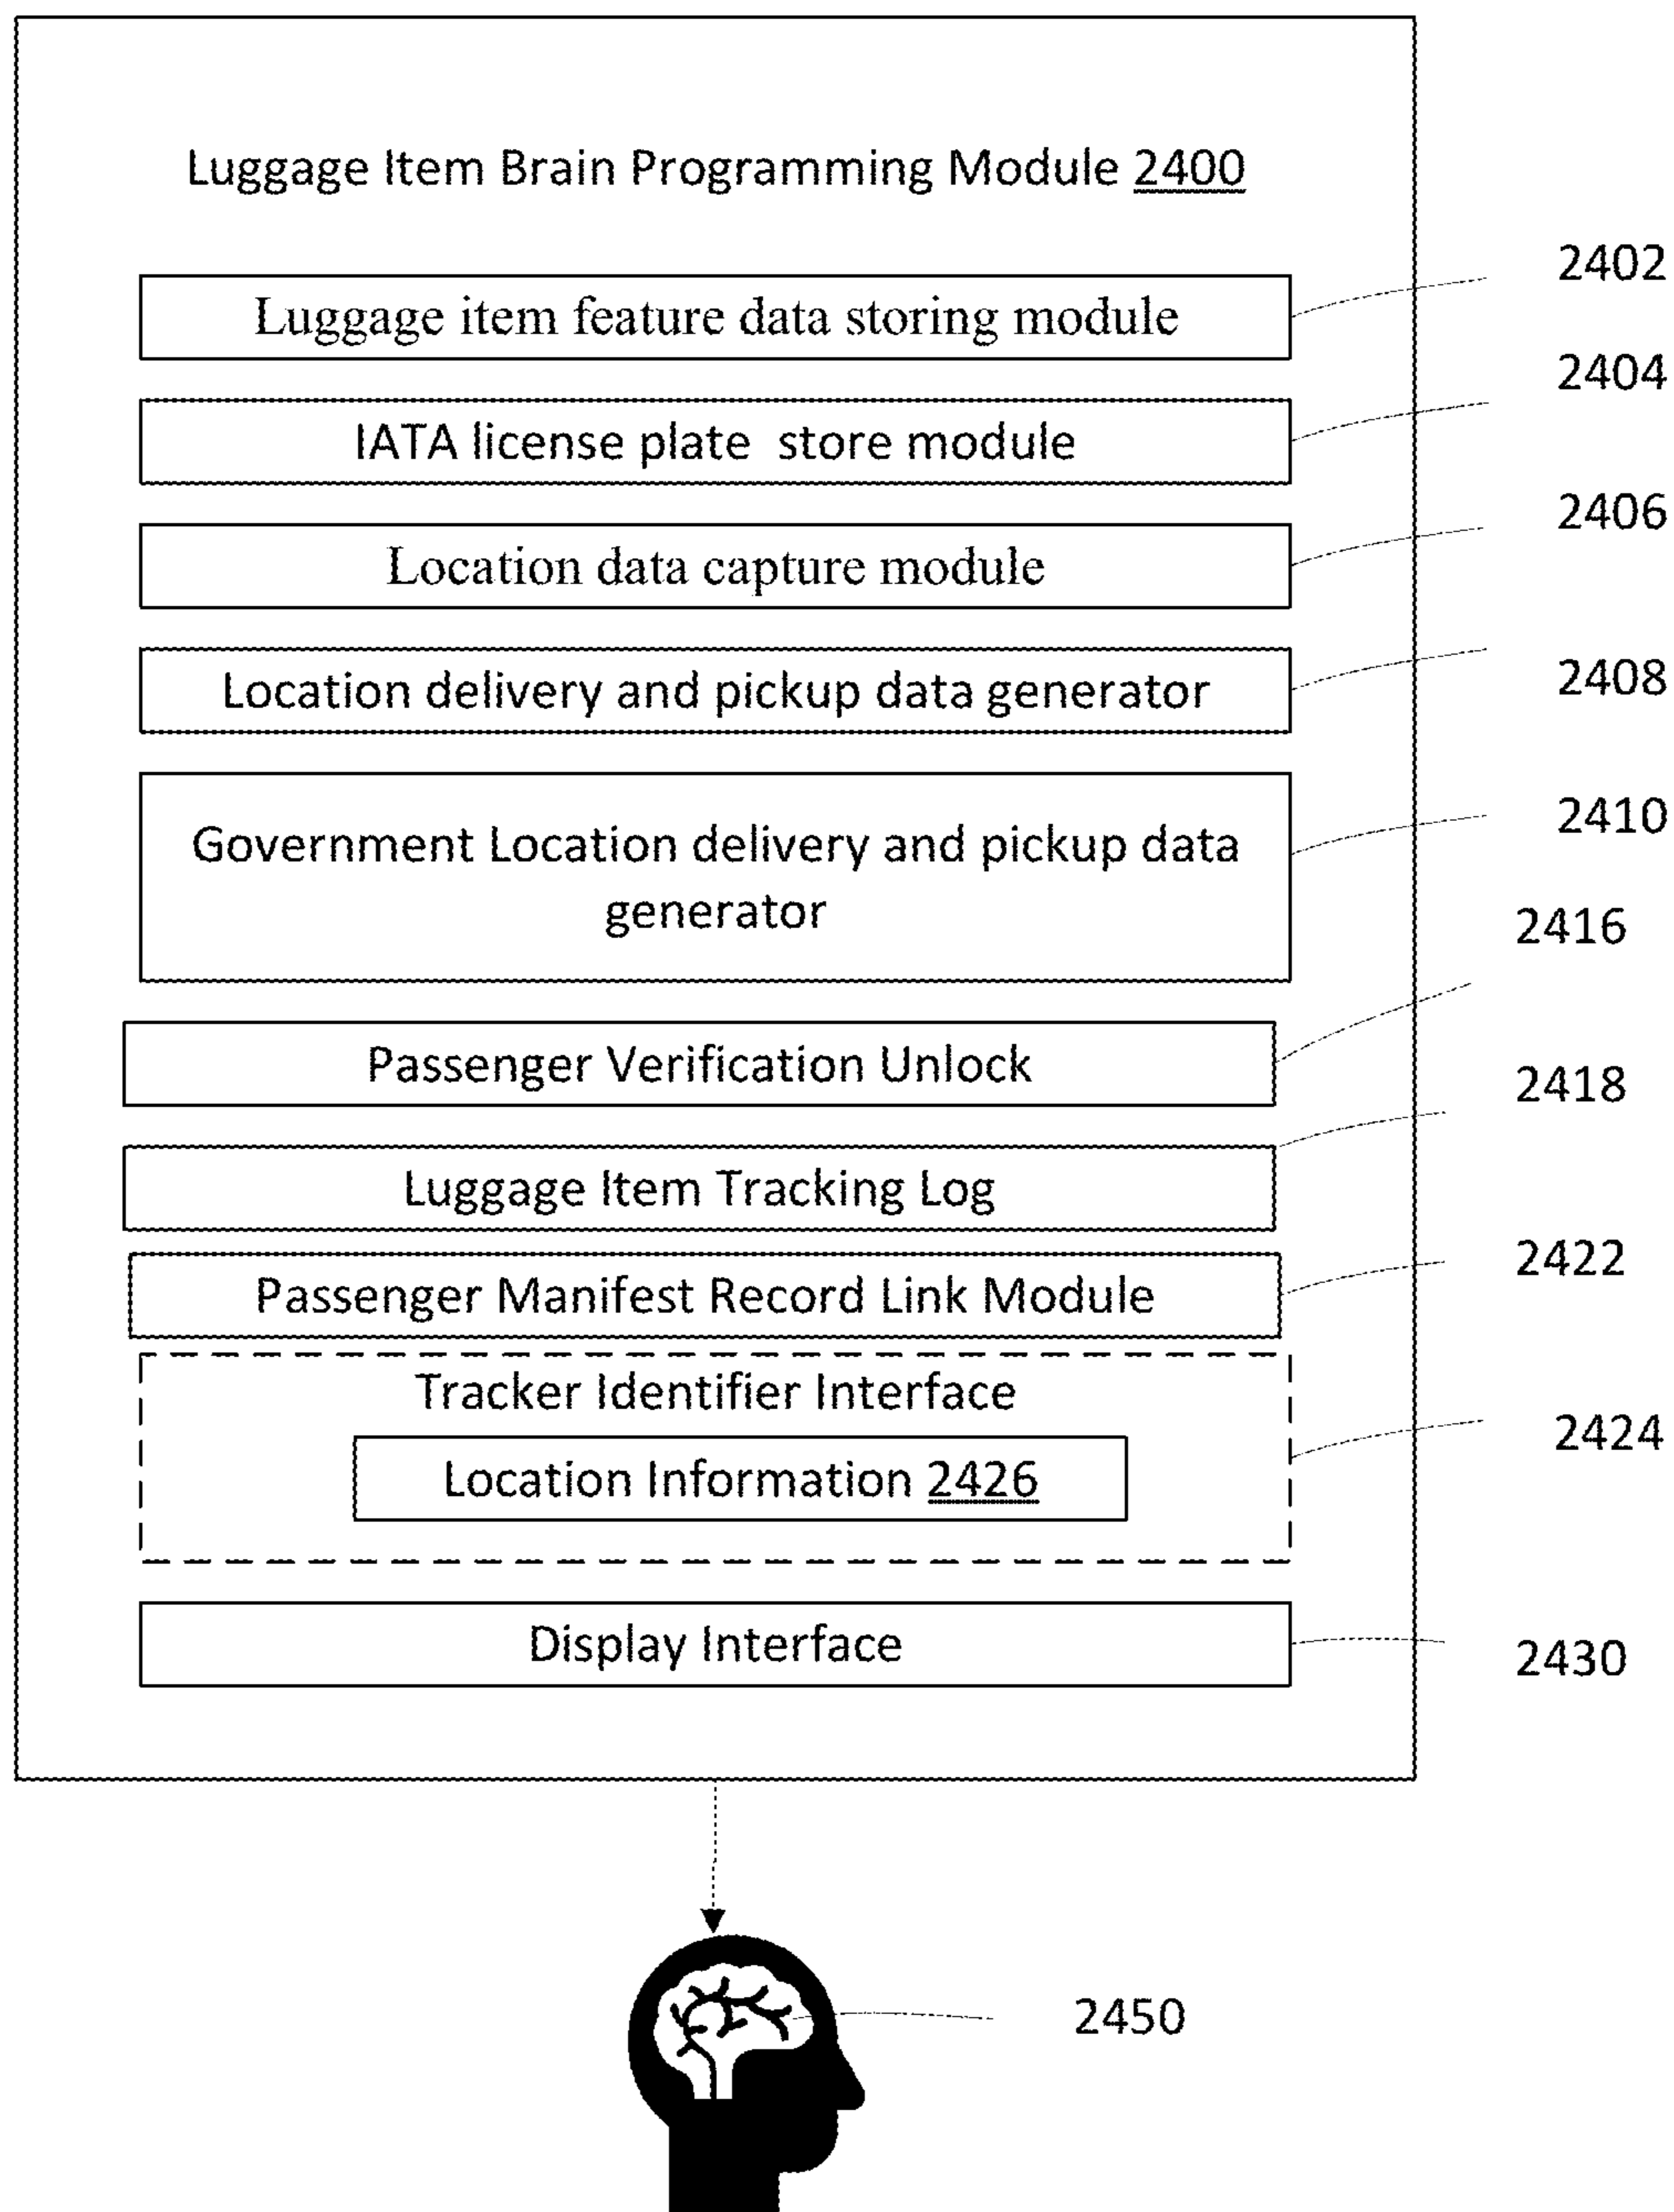 Luggage Item Brain Programming Module 2400
2402
Luggage item feature data storing module
2404
IATA license plate store module
2406
Location data capture module
2408
Location delivery and pickup data generator
2410
Government Location delivery and pickup data
generator
2416
Passenger Verification Unlock
2418
Luggage Item Tracking Log
2422
Passenger Manifest Record Link Module
Tracker Identifier Interface
2424
Location Information 2426
Display Interface
2430
2450